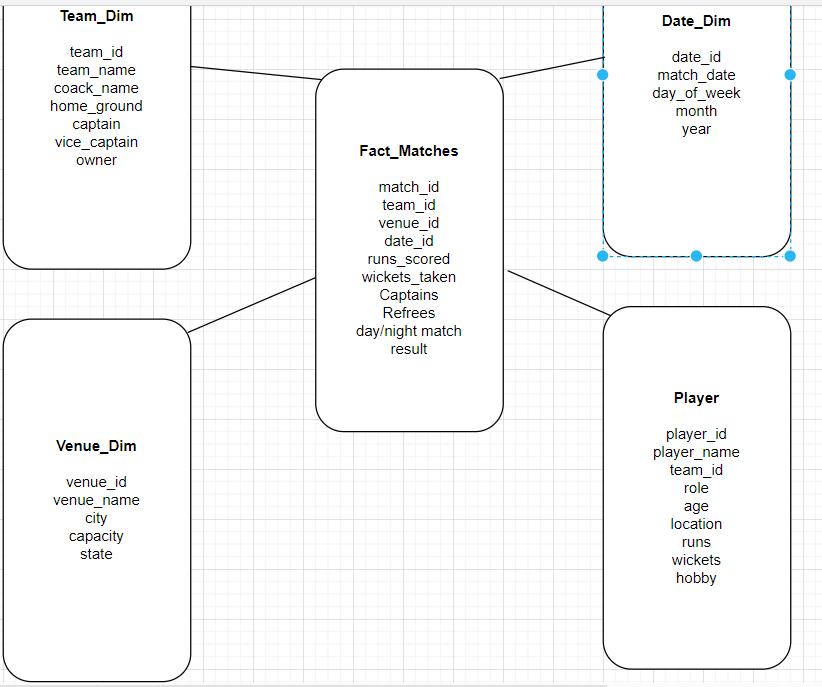 Team_Dim
team_id
team_name
coack_name
home_ground
captain
vice_captain
owner
Date_Dim
date_id
match_date
day_of_week
month
year
Fact_Matches
match_id
team_id
venue_id
date_id
runs_scored
wickets_taken
Captains
Refrees
day/night match
result
Venue_Dim
venue_id
venue_name
city
capacity
state
Player
player_id
player_name
team_id
role
age
location
runs
wickets
hobby